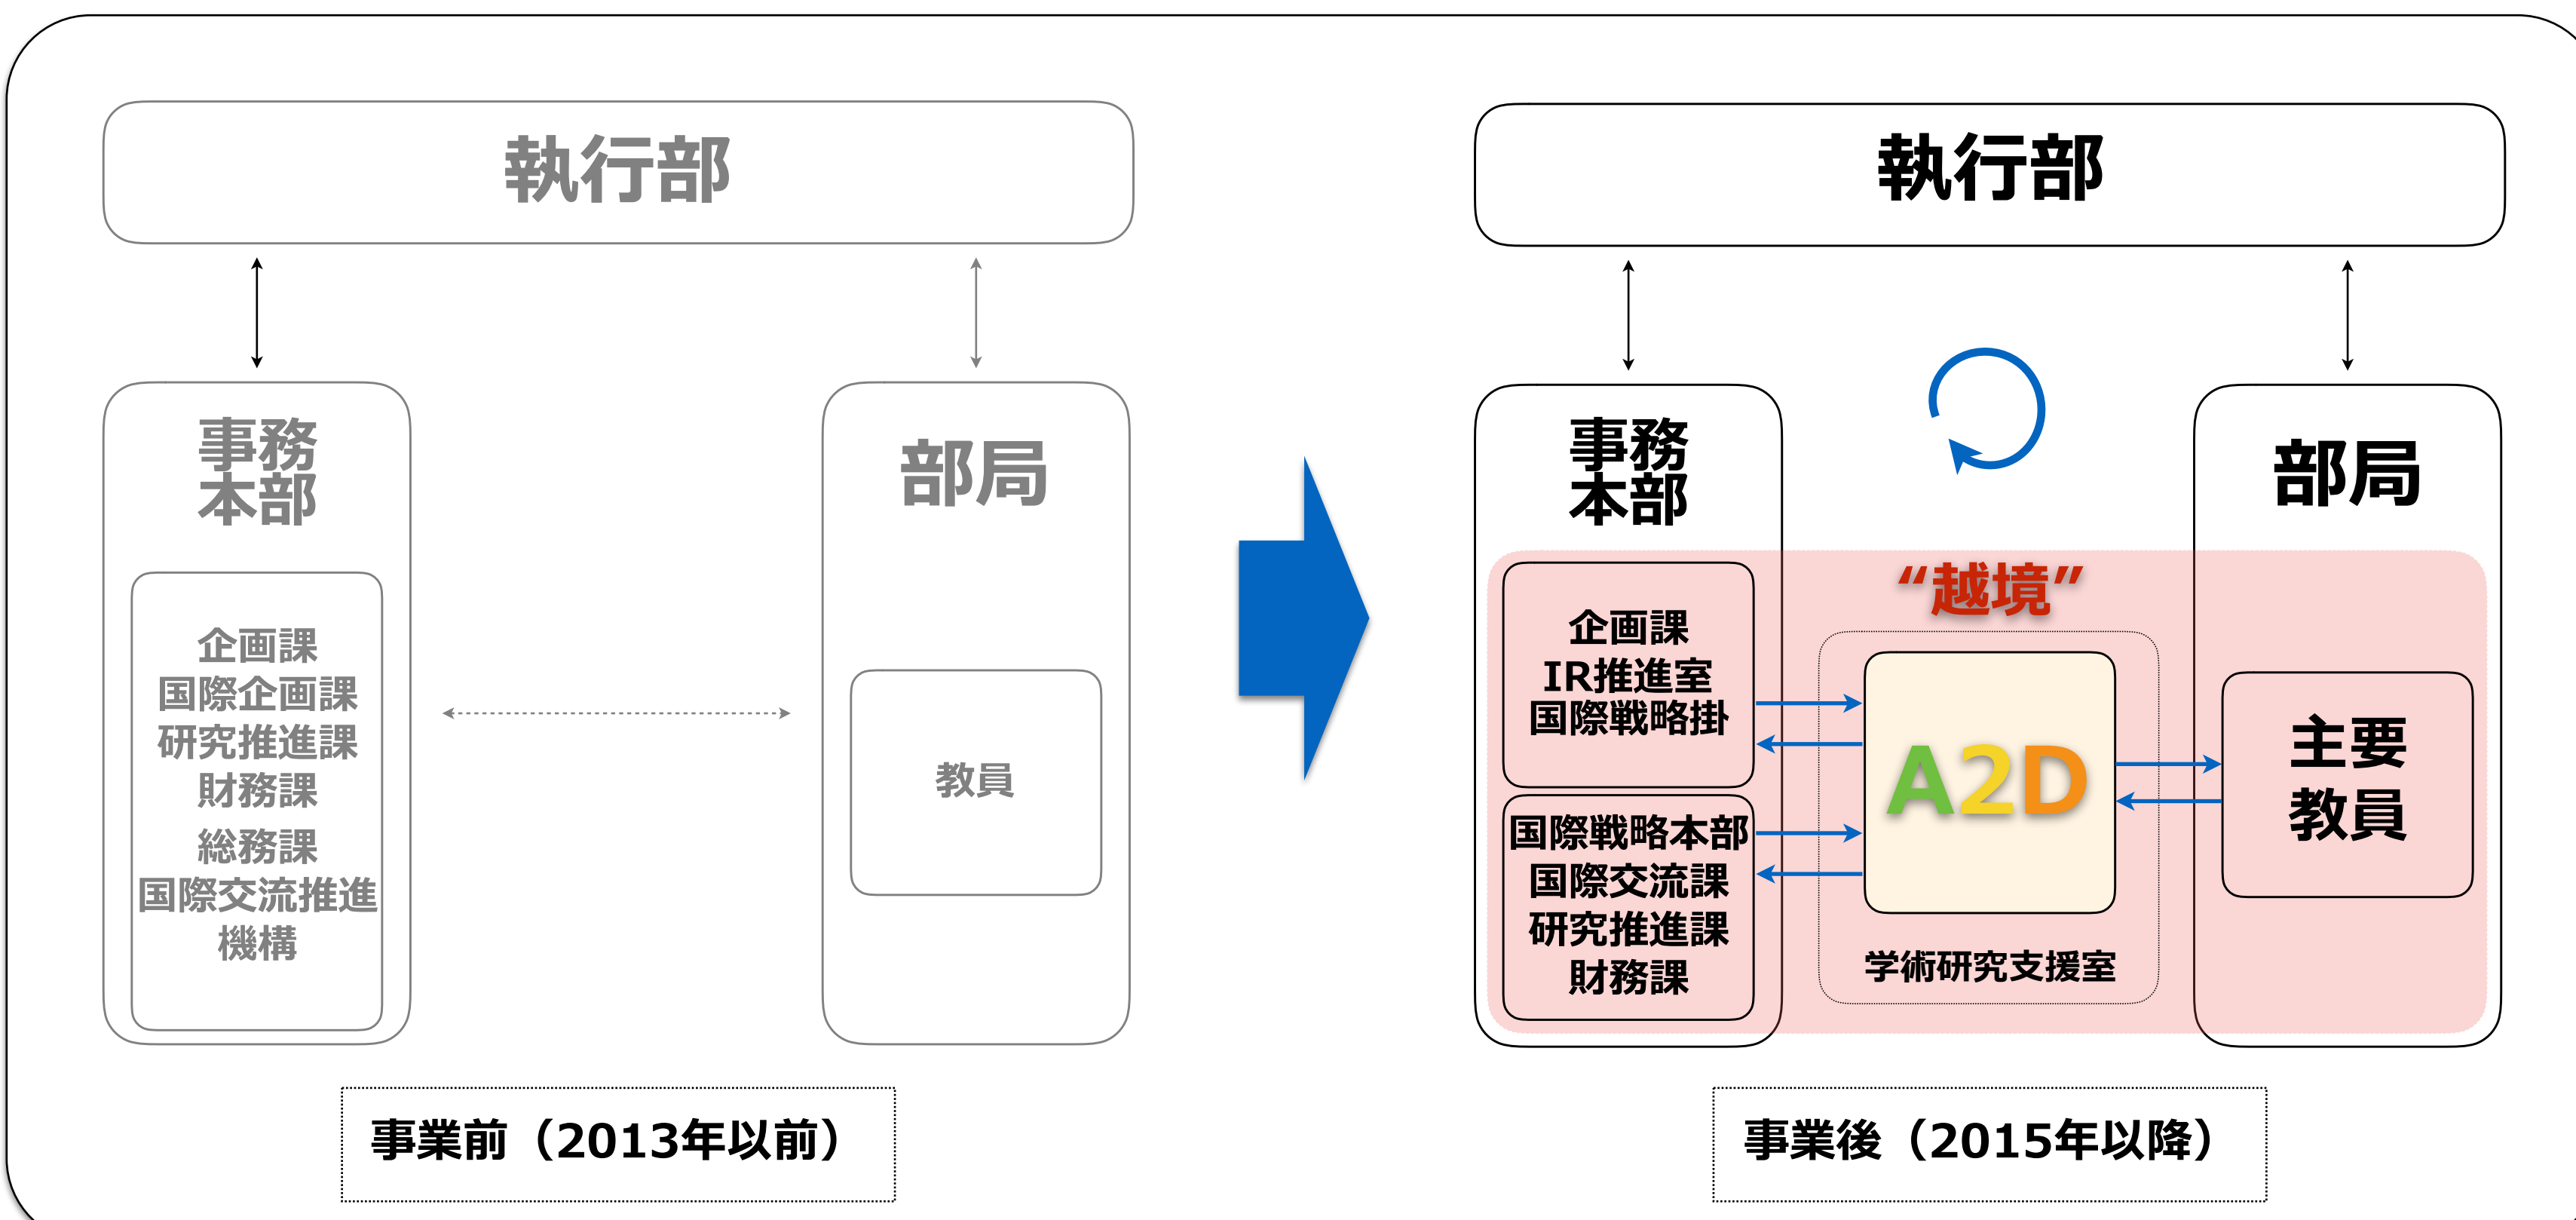 執行部
事務
本部
企画課
国際企画課
研究推進課
財務課
総務課
国際交流推進
機構
部局
教員
事業前（2013年以前）
執行部
事務
本部
企画課
IR推進室
国際戦略掛
国際戦略本部
国際交流課
研究推進課
財務課
“越境”
A2D
学術研究支援室
部局
主要
教員
事業後（2015年以降）